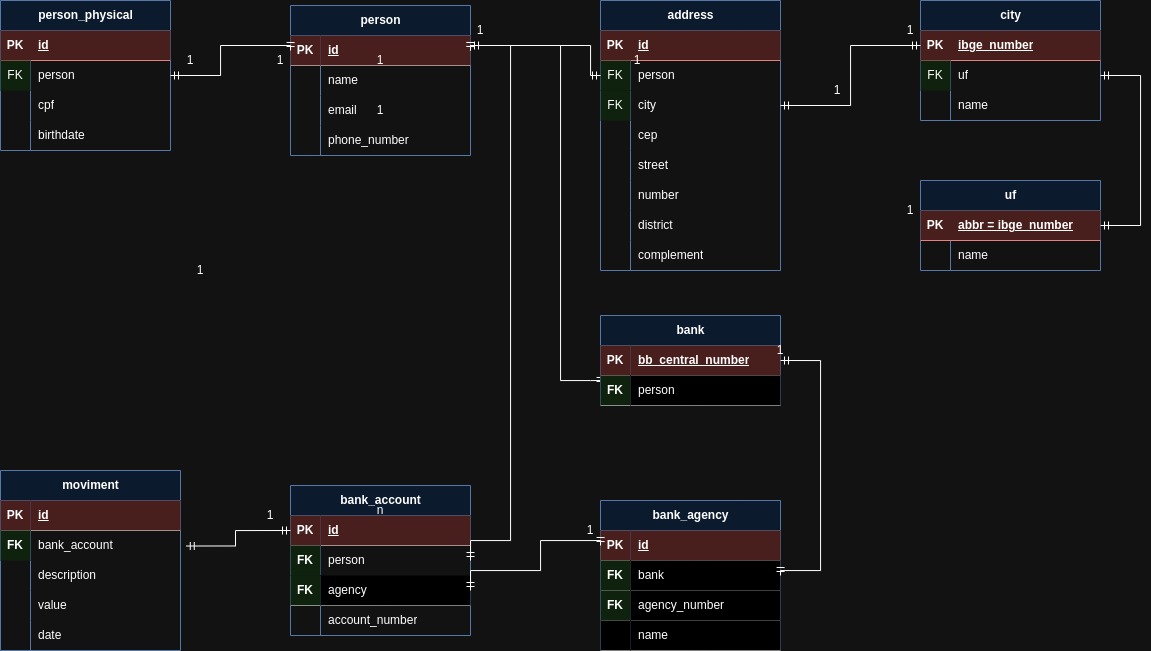 person_physical
PK id
FK person
cpf
birthdate
1
1
person
PK id
1
name
email 1
phone_number
1
address
PK id
1
FK person
FK city
cep
street
number
district
complement
1
1
city
PK ibge_number
FK uf
name
1
uf
PK abbr = ibge_number
name
1
bank
1
PK bb_central_number
FK person
moviment
PK id
FK bank_account
description
value
date
1
bank_account
n
PK id
FK person
FK agency
account_number
1
bank_agency
PK id
FK bank
FK agency_number
name